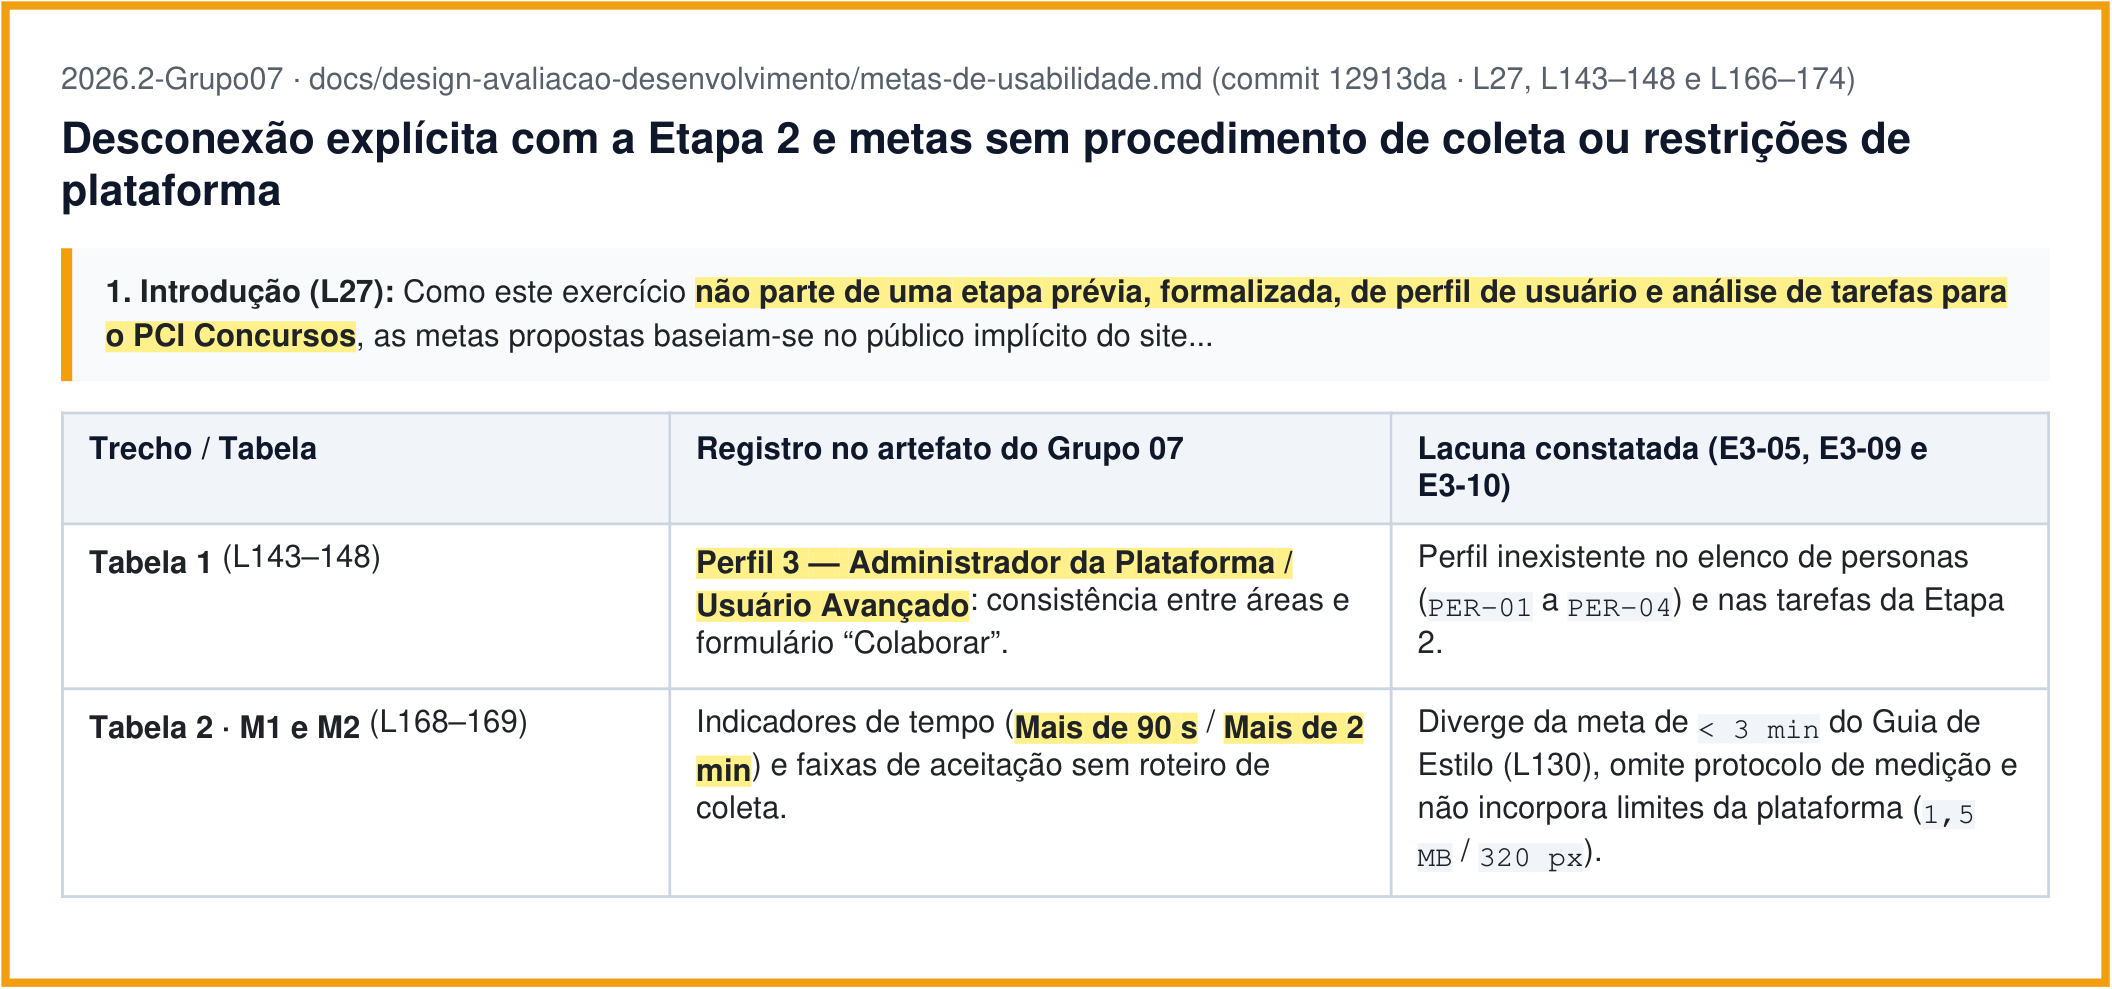 2026.2-Grupo07 · docs/design-avaliacao-desenvolvimento/metas-de-usabilidade.md (commit 12913da · L27, L143–148 e L166–174)
Desconexão explícita com a Etapa 2 e metas sem procedimento de coleta ou restrições de
plataforma
1. Introdução (L27): Como este exercício não parte de uma etapa prévia, formalizada, de perfil de usuário e análise de tarefas para
o PCI Concursos, as metas propostas baseiam-se no público implícito do site...
Trecho / Tabela
Registro no artefato do Grupo 07
Lacuna constatada (E3-05, E3-09 e
E3-10)
Tabela 1 (L143–148)
Perfil 3 — Administrador da Plataforma /
Usuário Avançado: consistência entre áreas e
formulário “Colaborar”.
Perfil inexistente no elenco de personas
(PER-01 a PER-04) e nas tarefas da Etapa
2.
Tabela 2 · M1 e M2 (L168–169)
Indicadores de tempo (Mais de 90 s / Mais de 2
min) e faixas de aceitação sem roteiro de
coleta.
Diverge da meta de < 3 min do Guia de
Estilo (L130), omite protocolo de medição e
não incorpora limites da plataforma (1,5
MB / 320 px).